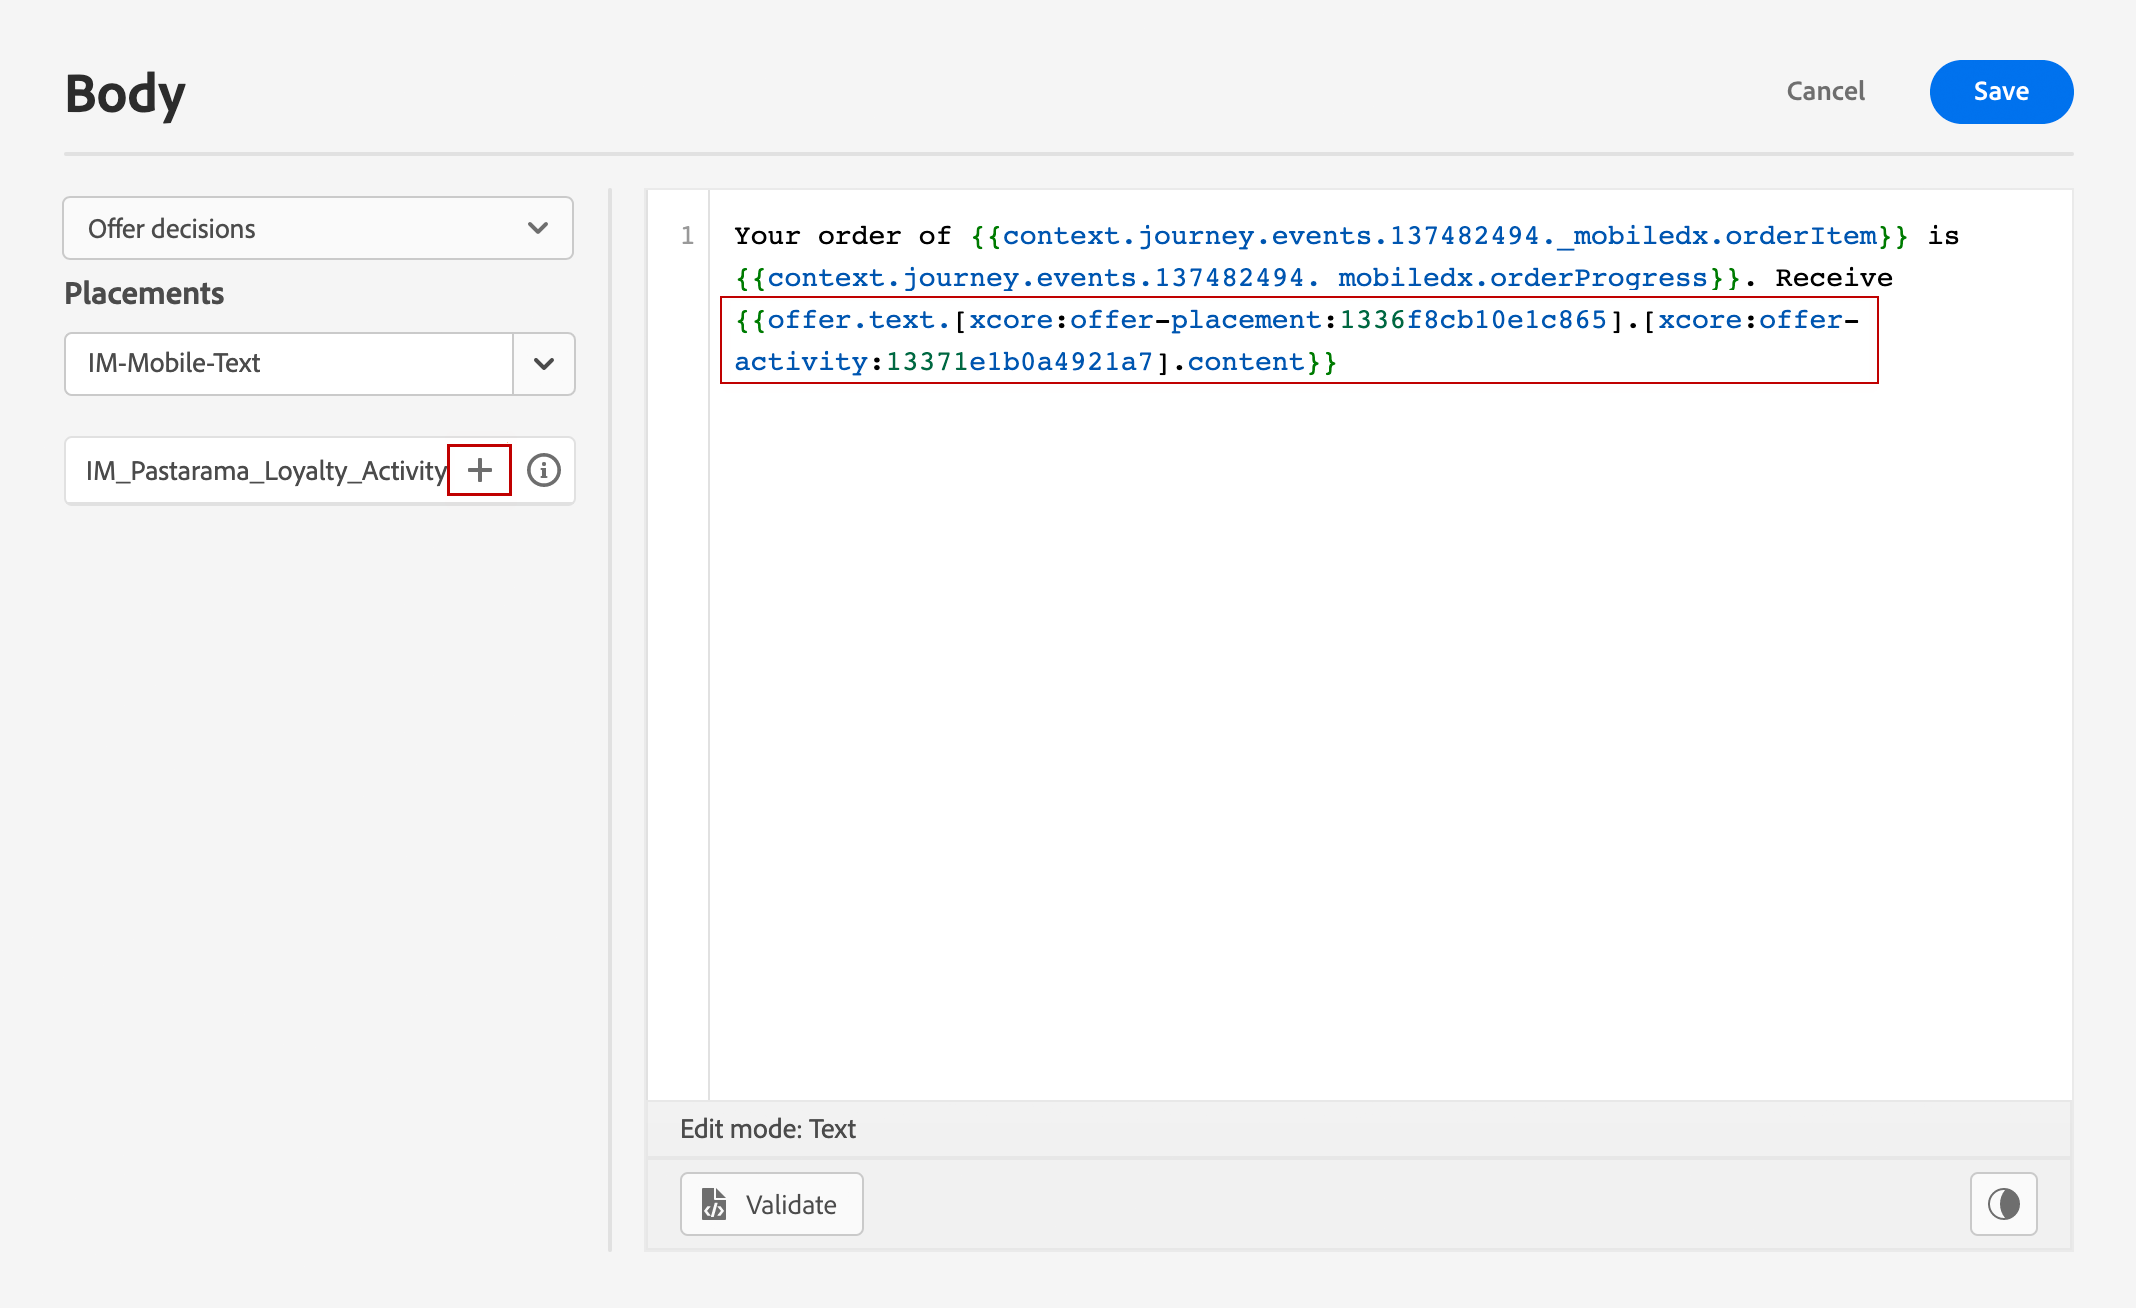 Body
Cancel
Save
Offer decisions
Placements
IM-Mobile-Text
IM_Pastarama_Loyalty_Activity
1
Your order of {{context.journey.events.137482494._mobiledx.orderItem}} is
{{context.journey.events.137482494. mobiledx.orderProgress}}. Receive
{{offer.text.[xcore:offer-placement:1336f8cb10e1c865].[xcore:offer-
activity:13371e1b0a4921a7].content}}
Edit mode: Text
Validate